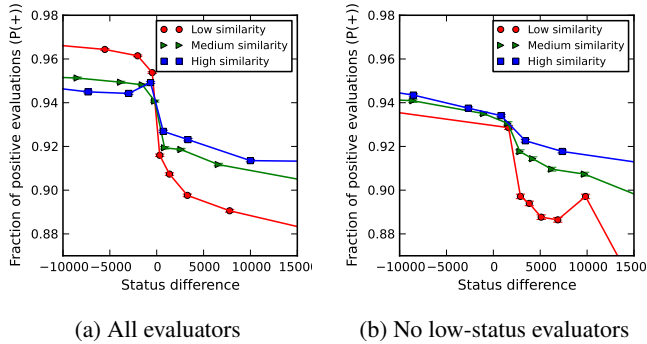 Fraction of positive evaluations (P(+))
0.98
0.96
0.94
0.92
0.90
0.88
Low similarity
Medium similarity
High similarity
−10000 −5000 0 5000 10000 1500
Status difference
(a) All evaluators
Fraction of positive evaluations (P(+))
0.98
0.96
0.94
0.92
0.90
0.88
Low similarity
Medium similarity
High similarity
−10000 −5000 0 5000 10000 1500
Status difference
(b) No low-status evaluators